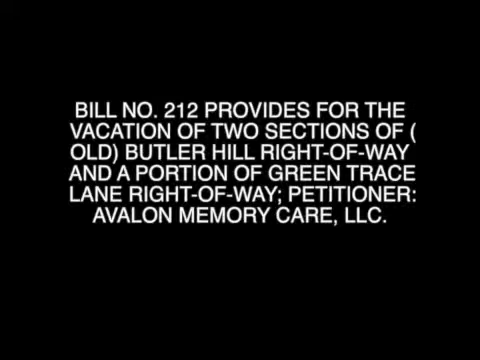 BILL NO. 212 PROVIDES FOR THE
VACATION OF TWO SECTIONS OF (
OLD) BUTLER HILL RIGHT-OF-WAY
AND A PORTION OF GREEN TRACE
LANE RIGHT-OF-WAY; PETITIONER:
AVALON MEMORY CARE, LLC.